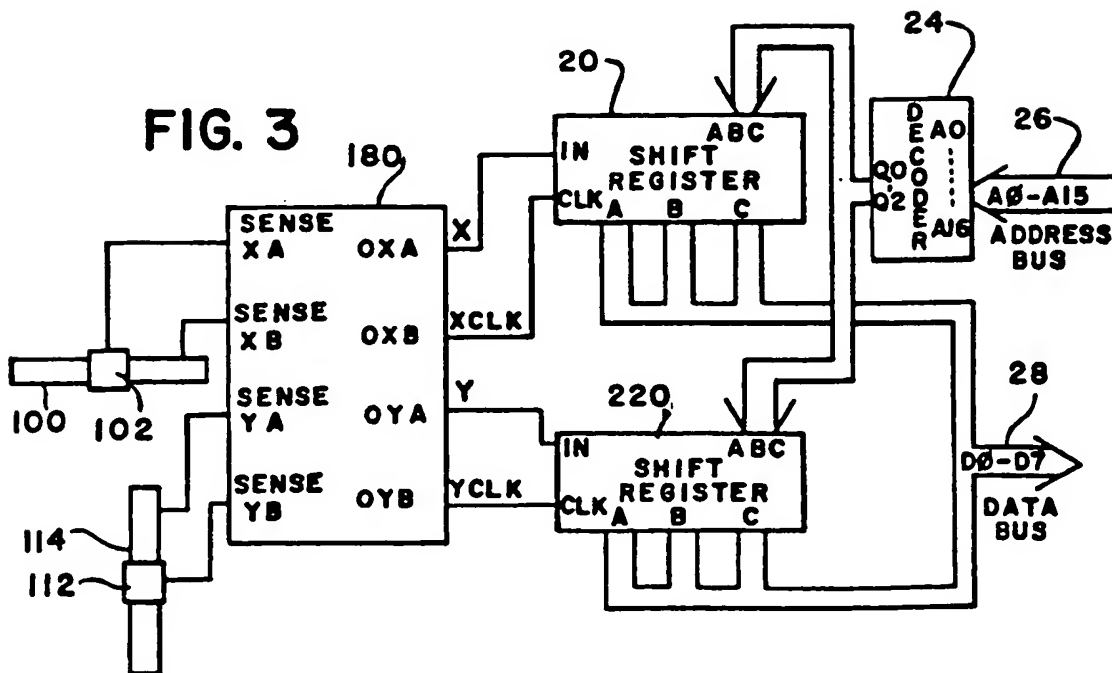 FIG. 3
180
SENSE
XA
SENSE
XB
SENSE
YA
SENSE
YB
OXA
OXB
OYA
OYB
100
102
114
112
X
XCLK
Y
YCLK
20
ABC
IN
SHIFT
REGISTER
CLK
A B C
220
ABC
IN
SHIFT
REGISTER
CLK
A B C
24
DECODER
A0
A16
Q0
Q2
26
AØ-A15
ADDRESS
BUS
28
DØ-D7
DATA
BUS